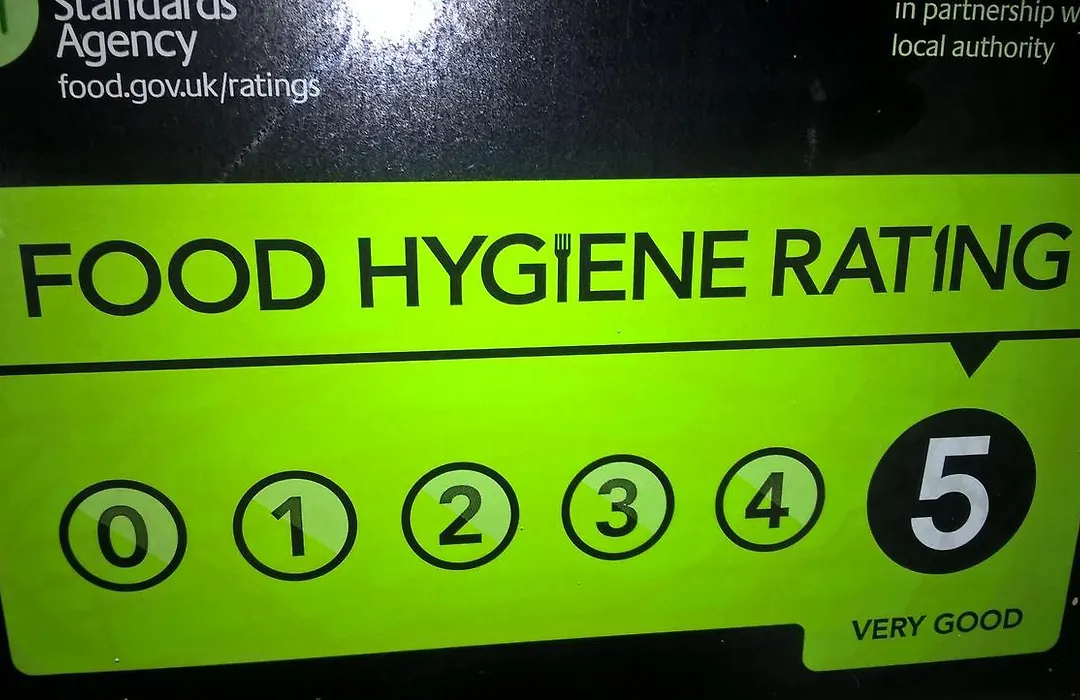 Standards
Agency
food.gov.uk/ratings
in partnership
local authority
FOOD HYGIENE RATING
0 1 2 3 4 5
VERY GOOD